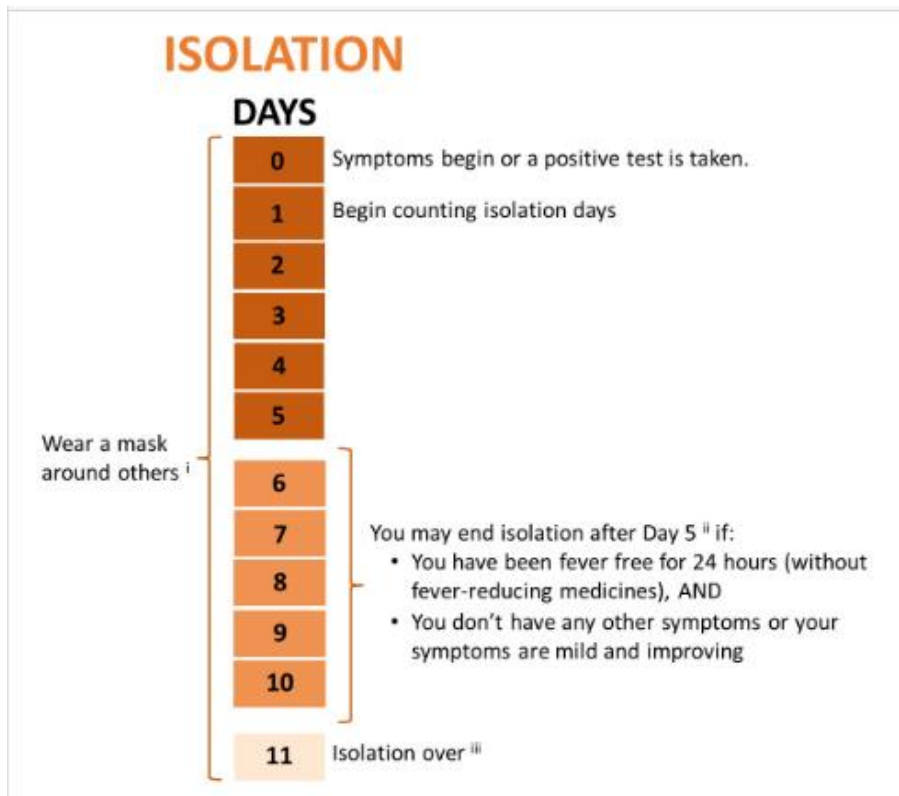 ISOLATION
DAYS
0 Symptoms begin or a positive test is taken.
1 Begin counting isolation days
2
3
4
5
Wear a mask
around others i
6
7
8
9
10
You may end isolation after Day 5 ii if:
• You have been fever free for 24 hours (without
fever-reducing medicines), AND
• You don't have any other symptoms or your
symptoms are mild and improving
11 Isolation over iii